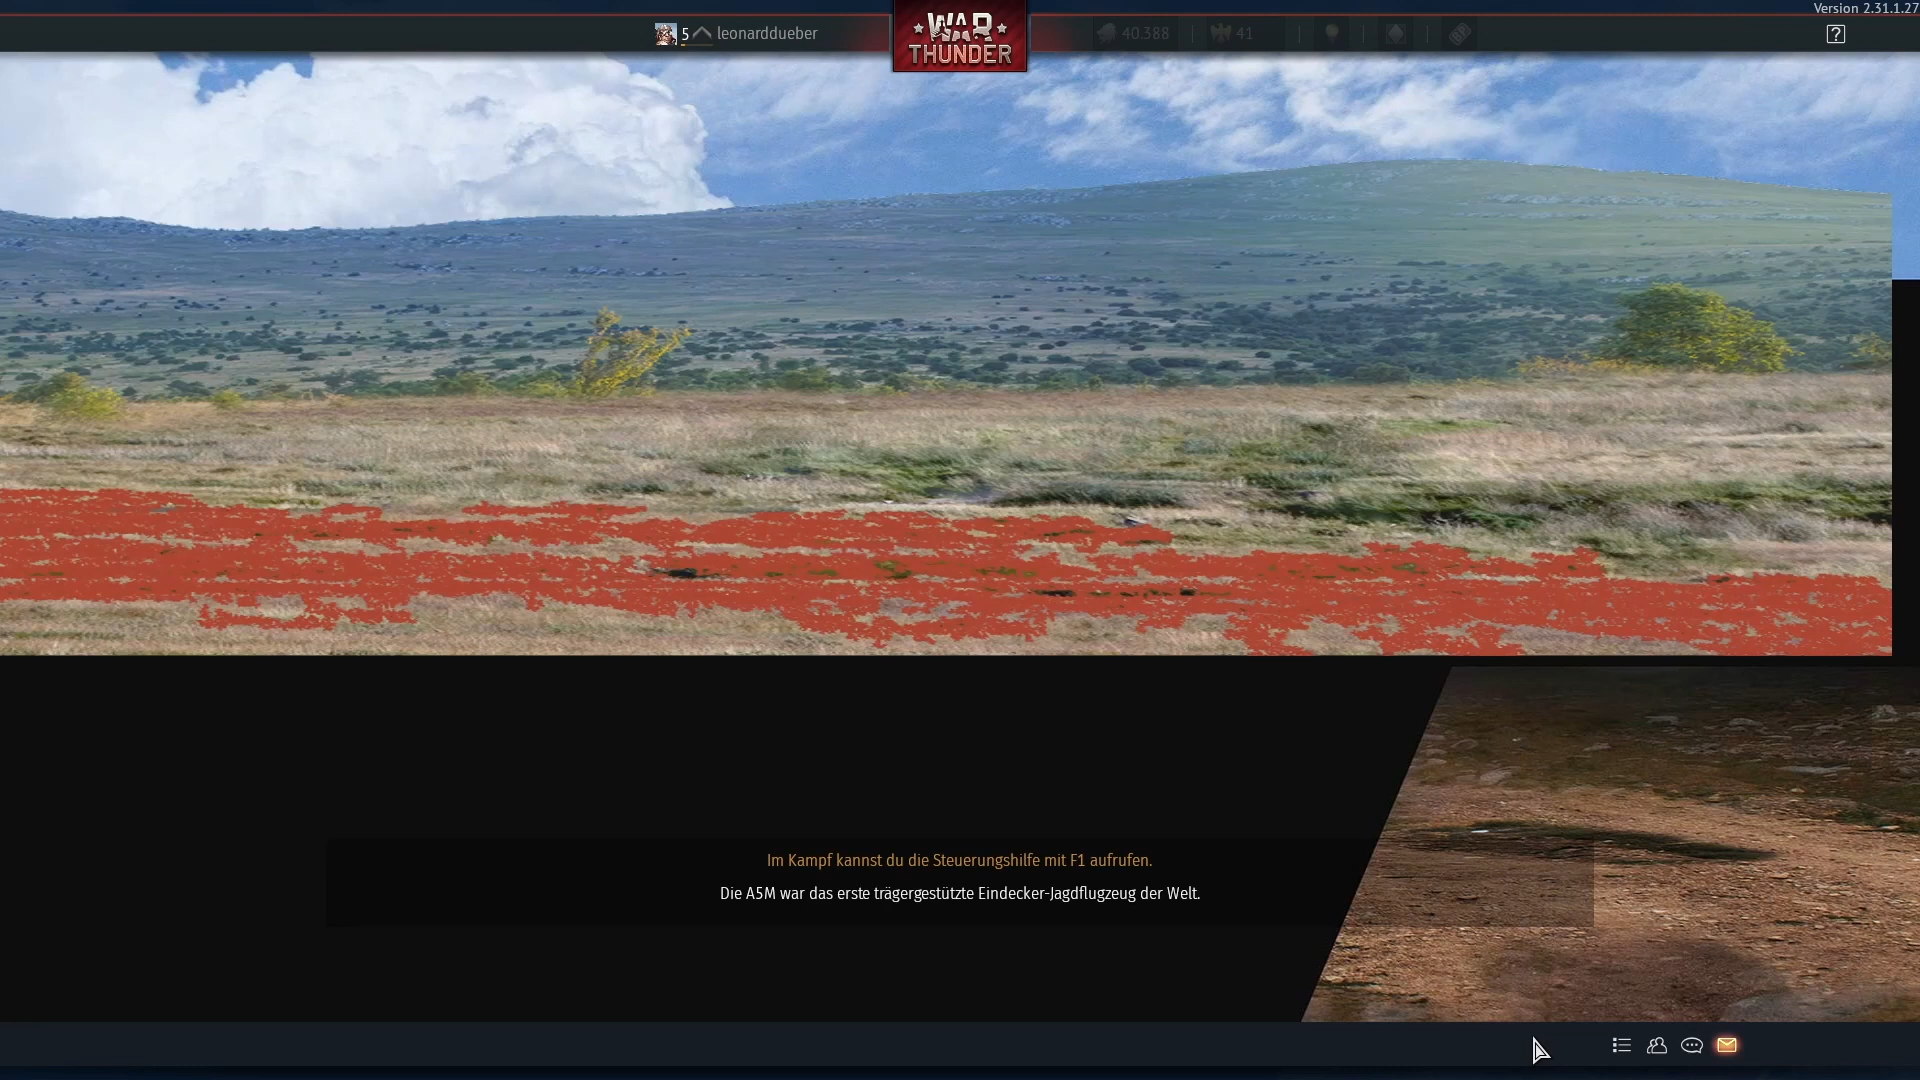 Version 2.31.1.27
5 leonarddueber
WAR THUNDER
40.388
41
?
Im Kampf kannst du die Steuerungshilfe mit F1 aufrufen.
Die A5M war das erste trägergestützte Eindecker-Jagdflugzeug der Welt.